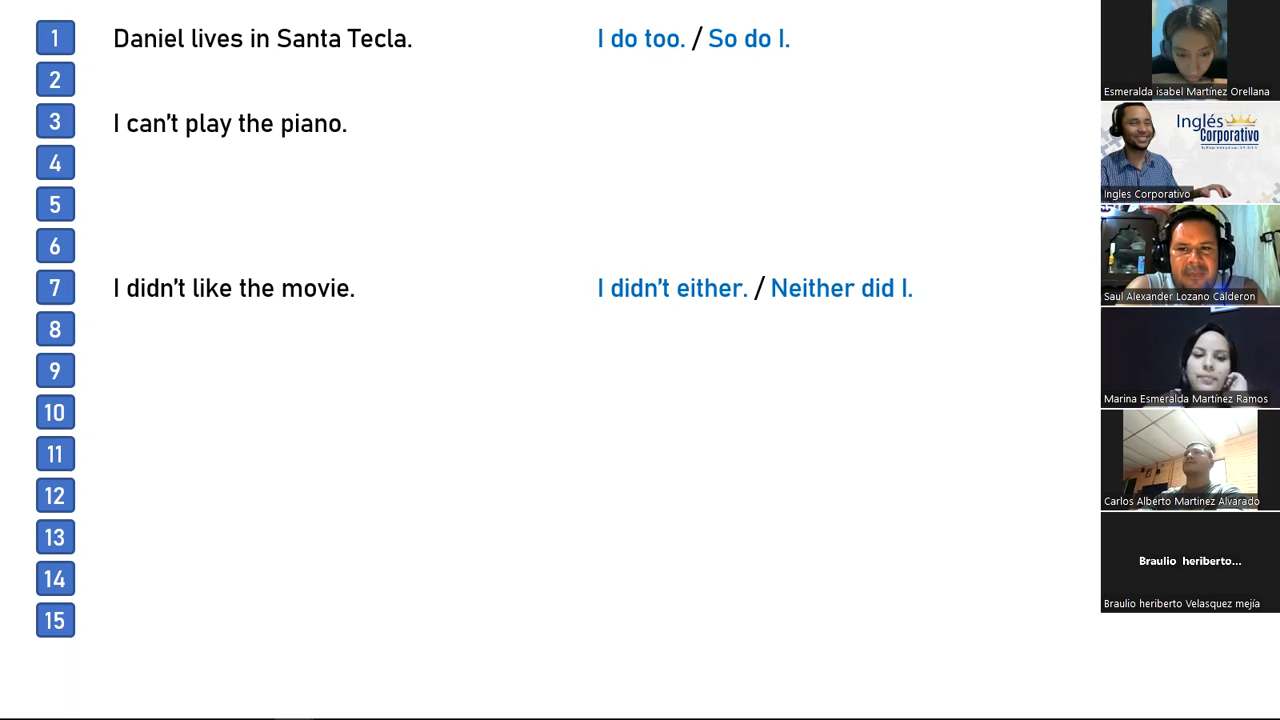 1 Daniel lives in Santa Tecla. I do too. / So do I.
2
3 I can't play the piano.
4
5
6
7 I didn't like the movie. I didn't either. / Neither did I.
8
9
10
11
12
13
14
15
Esmeralda isabel Martínez Orellana
Inglés
Corporativo
Ingles Corporativo
Saul Alexander Lozano Calderon
Marina Esmeralda Martínez Ramos
Carlos Alberto Martinez Alvarado
Braulio heriberto...
Braulio heriberto Velasquez mejía